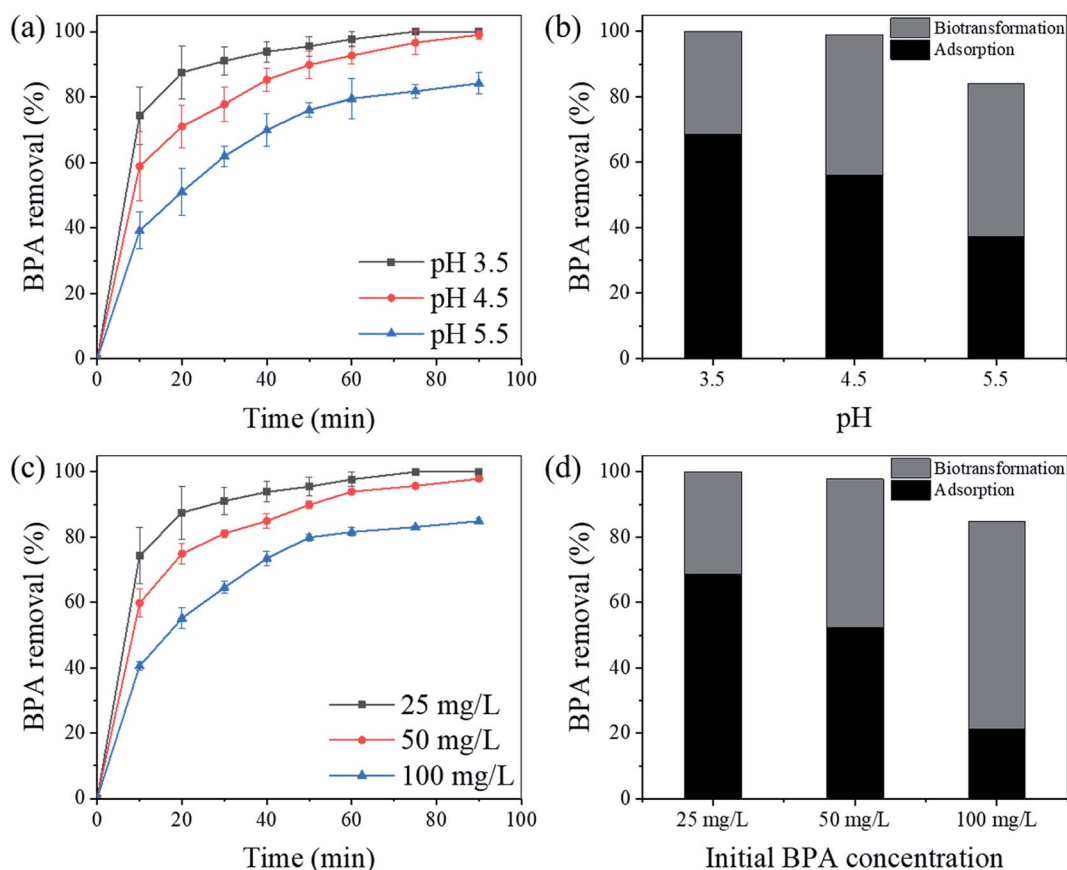 (a)
100
80
60
40
20
0
BPA removal (%)
pH 3.5
pH 4.5
pH 5.5
0 20 40 60 80 100
Time (min)
(b)
100
80
60
40
20
0
BPA removal (%)
Biotransformation
Adsorption
3.5 4.5 5.5
pH
(c)
100
80
60
40
20
0
BPA removal (%)
25 mg/L
50 mg/L
100 mg/L
0 20 40 60 80 100
Time (min)
(d)
100
80
60
40
20
0
BPA removal (%)
Biotransformation
Adsorption
25 mg/L 50 mg/L 100 mg/L
Initial BPA concentration